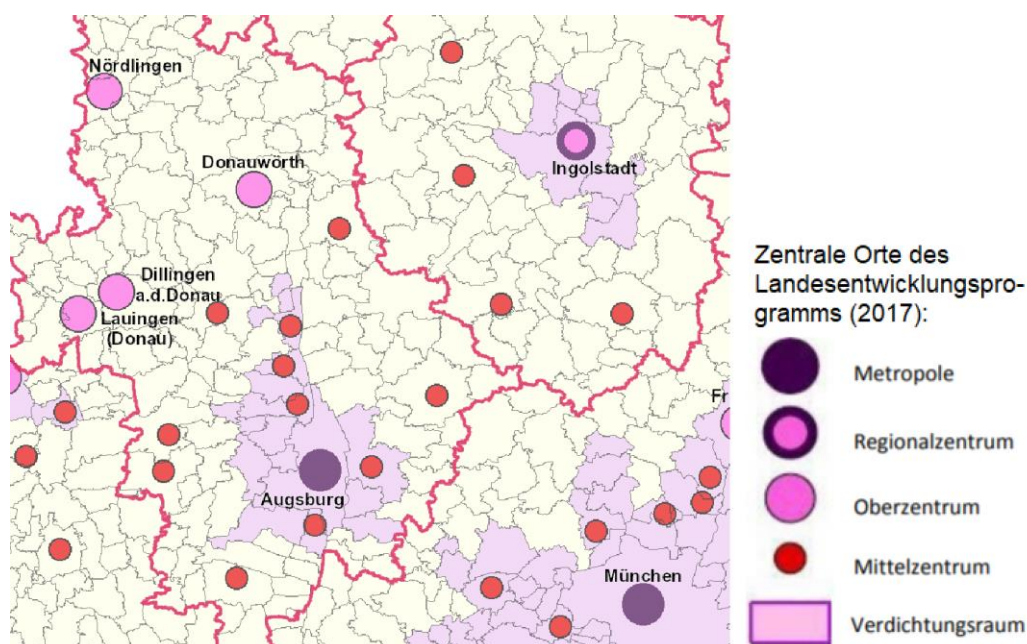 Nördlingen
Donauwörth
Ingolstadt
Dillingen
a.d.Donau
Lauingen
(Donau)
Fr
Augsburg
München
Zentrale Orte des
Landesentwicklungspro-
gramms (2017):
Metropole
Regionalzentrum
Oberzentrum
Mittelzentrum
Verdichtungsraum